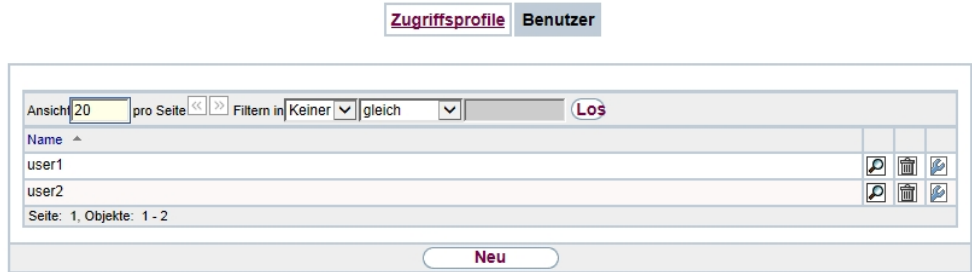 Zugriffsprofile Benutzer
Ansicht 20 pro Seite << >> Filtern in Keiner gleich Los
Name
user1
user2
Seite: 1, Objekte: 1 - 2
Neu